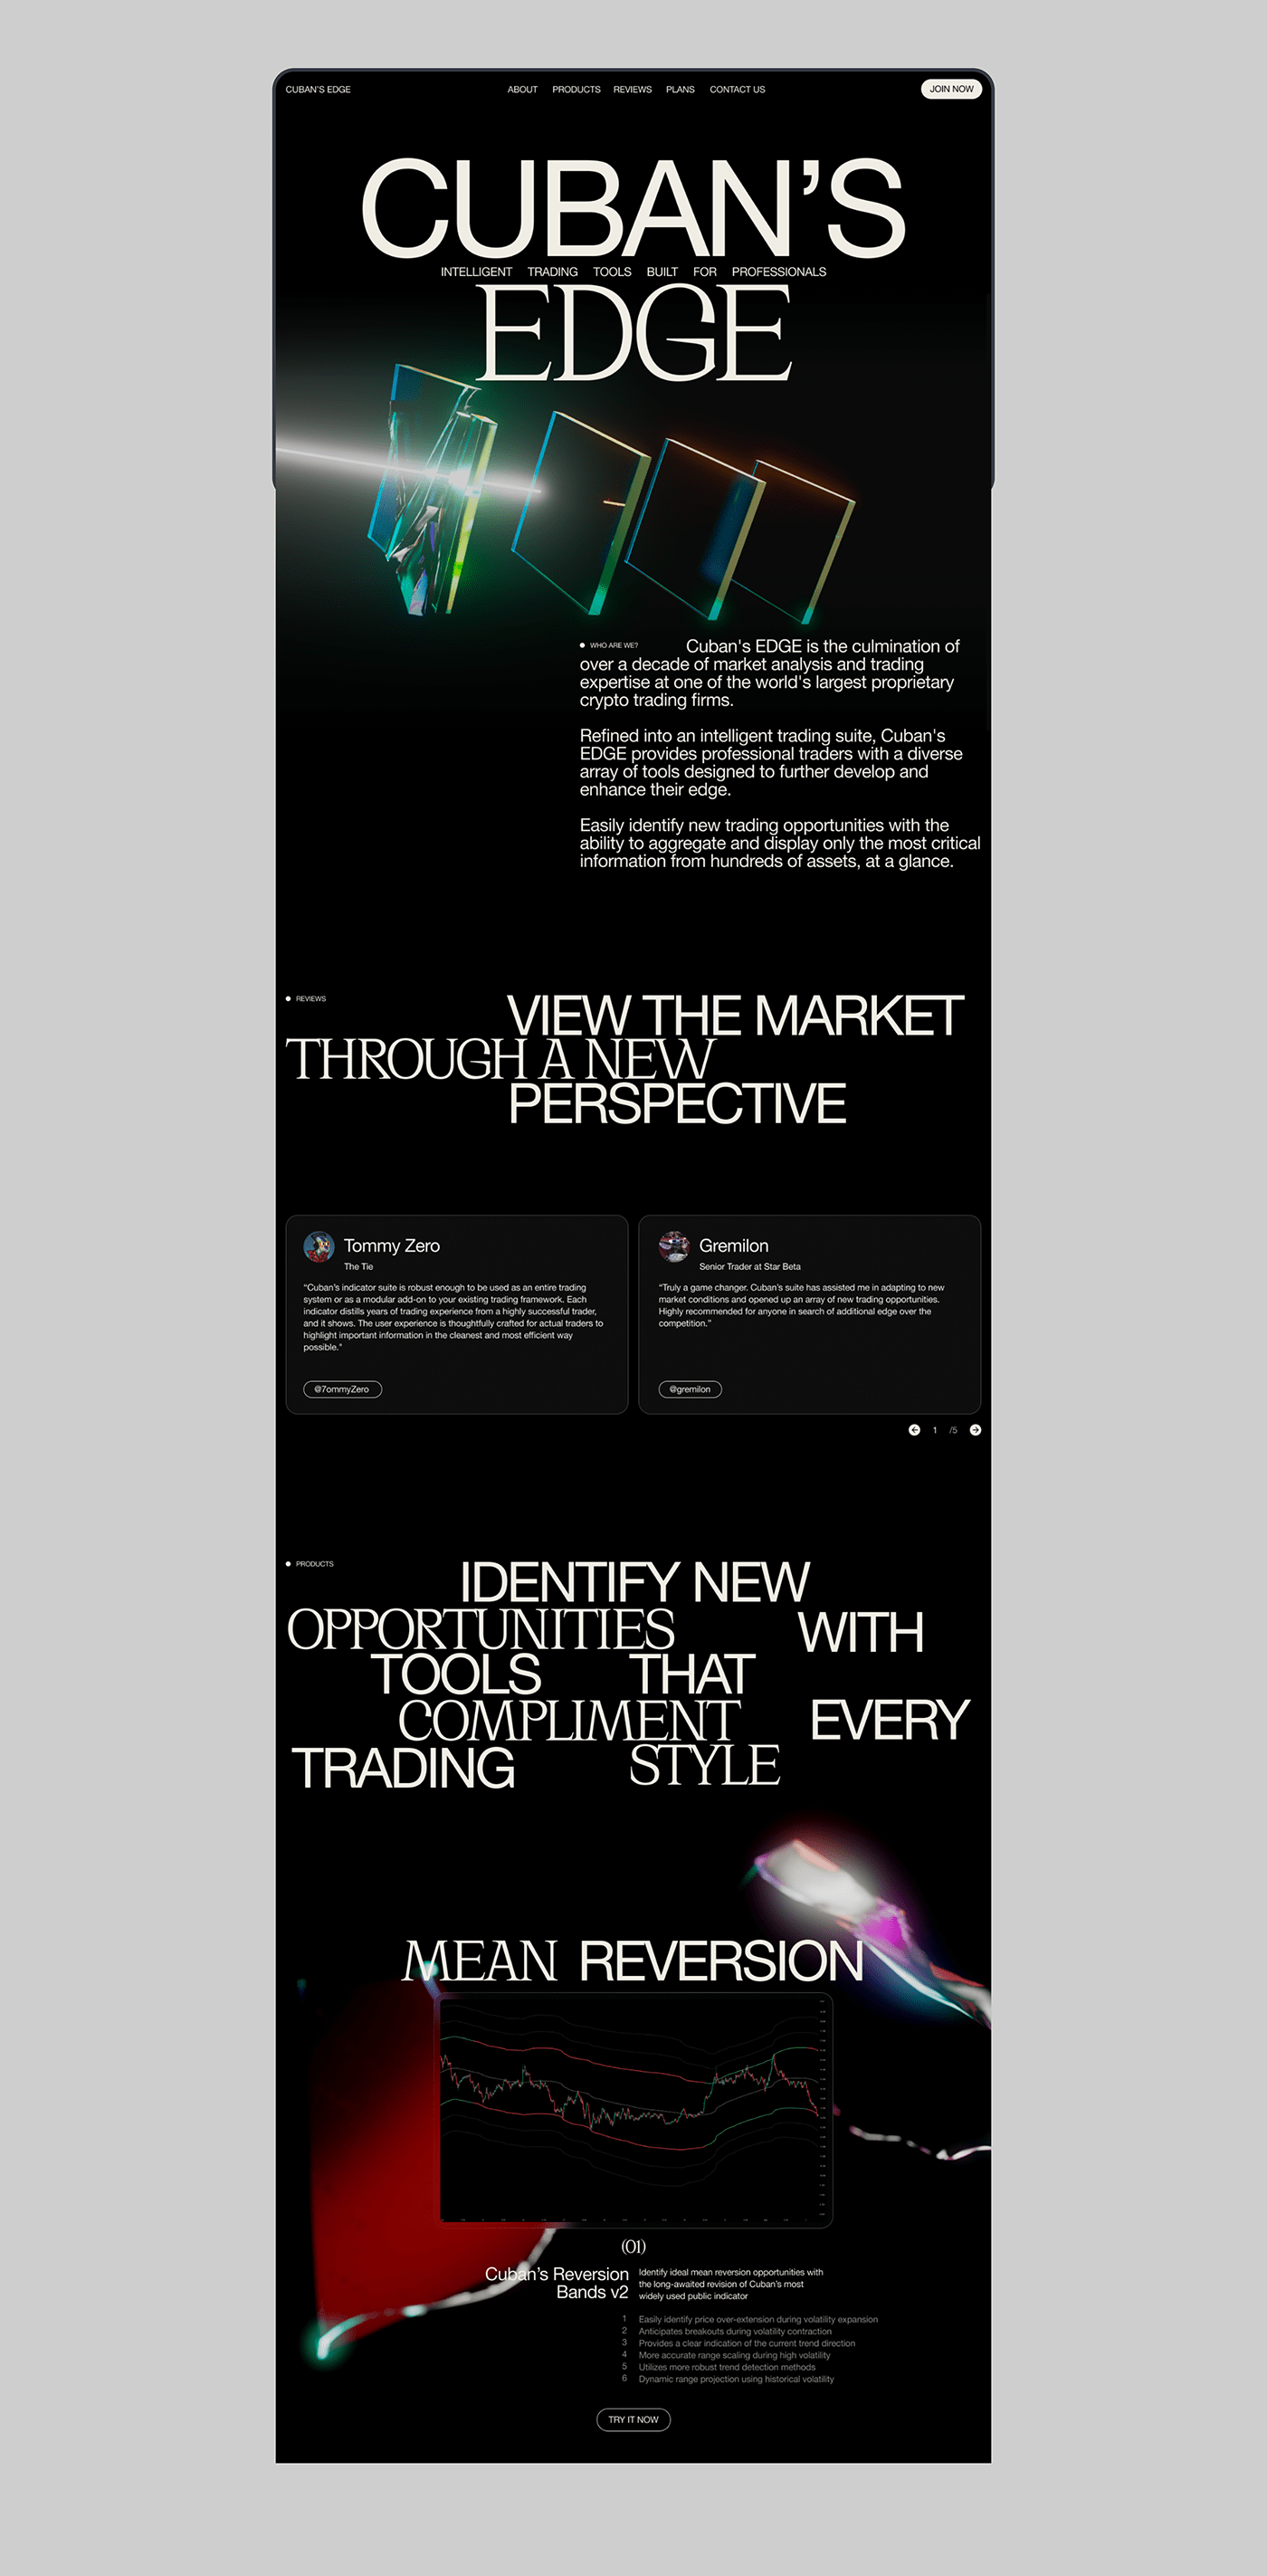 CUBAN'S EDGE
ABOUT PRODUCTS REVIEWS PLANS CONTACT US
JOIN NOW
CUBAN’S
INTELLIGENT TRADING TOOLS BUILT FOR PROFESSIONALS
EDGE
WHO ARE WE? Cuban's EDGE is the culmination of
over a decade of market analysis and trading
expertise at one of the world's largest proprietary
crypto trading firms.
Refined into an intelligent trading suite, Cuban's
EDGE provides professional traders with a diverse
array of tools designed to further develop and
enhance their edge.
Easily identify new trading opportunities with the
ability to aggregate and display only the most critical
information from hundreds of assets, at a glance.
REVIEWS
VIEW THE MARKET
THROUGH A NEW
PERSPECTIVE
Tommy Zero
The Tie
“Cuban’s indicator suite is robust enough to be used as an entire trading
system or as a modular add-on to your existing trading framework. Each
indicator distills years of trading experience from a highly successful trader,
and it shows. The user experience is thoughtfully crafted for actual traders to
highlight important information in the cleanest and most efficient way
possible."
@7ommyZero
Gremilon
Senior Trader at Star Beta
“Truly a game changer. Cuban’s suite has assisted me in adapting to new
market conditions and opened up an array of new trading opportunities.
Highly recommended for anyone in search of additional edge over the
competition.”
@gremilon
1 /5
PRODUCTS
IDENTIFY NEW
OPPORTUNITIES WITH
TOOLS THAT
COMPLIMENT EVERY
TRADING STYLE
MEAN REVERSION
(01)
Cuban’s Reversion
Bands v2
Identify ideal mean reversion opportunities with
the long-awaited revision of Cuban’s most
widely used public indicator
1 Easily identify price over-extension during volatility expansion
2 Anticipates breakouts during volatility contraction
3 Provides a clear indication of the current trend direction
4 More accurate range scaling during high volatility
5 Utilizes more robust trend detection methods
6 Dynamic range projection using historical volatility
TRY IT NOW